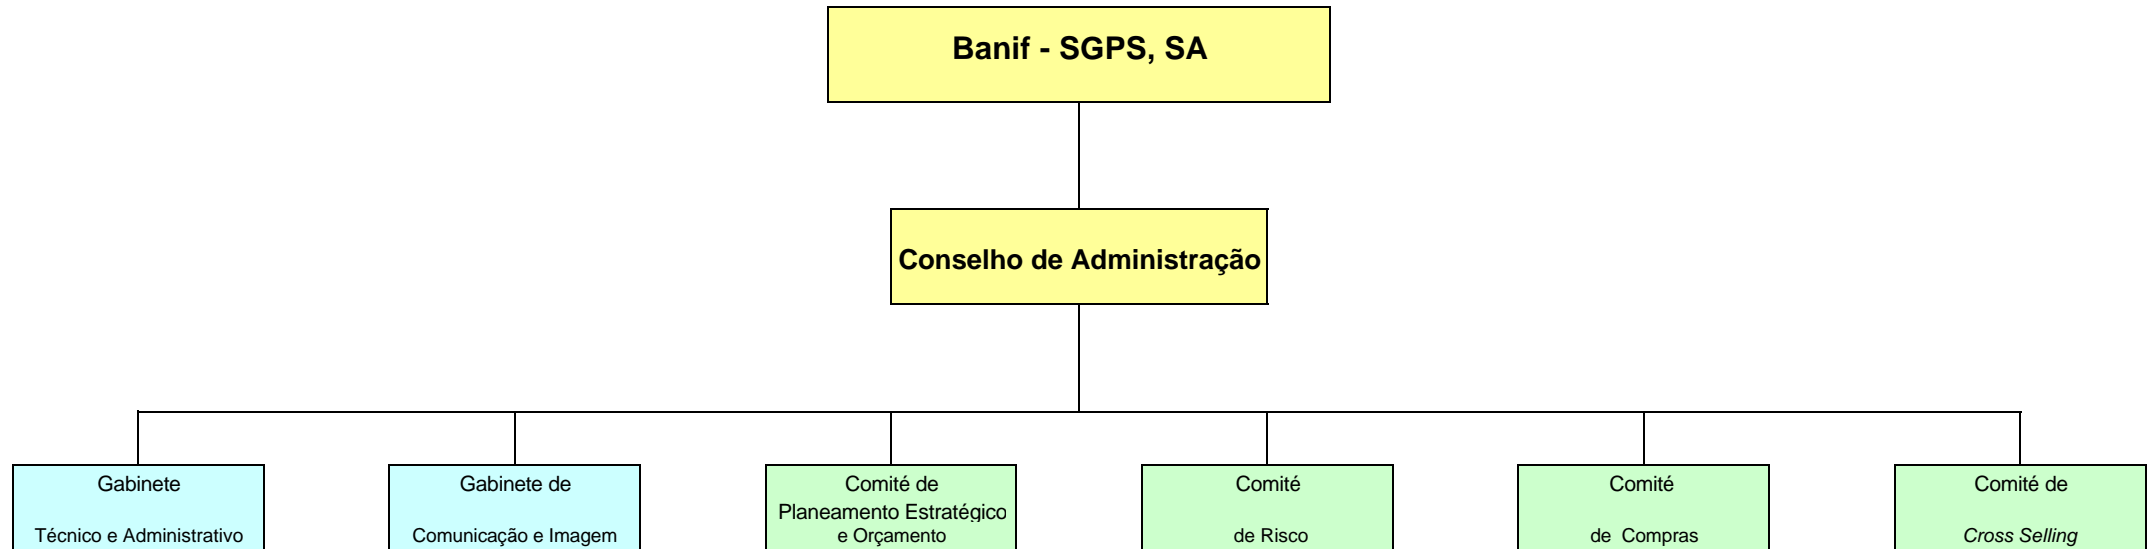 Banif - SGPS, SA
Conselho de Administração
Gabinete
Técnico e Administrativo
Gabinete de
Comunicação e Imagem
Comité de
Planeamento Estratégico
e Orçamento
Comité
de Risco
Comité
de Compras
Comité de
Cross Selling